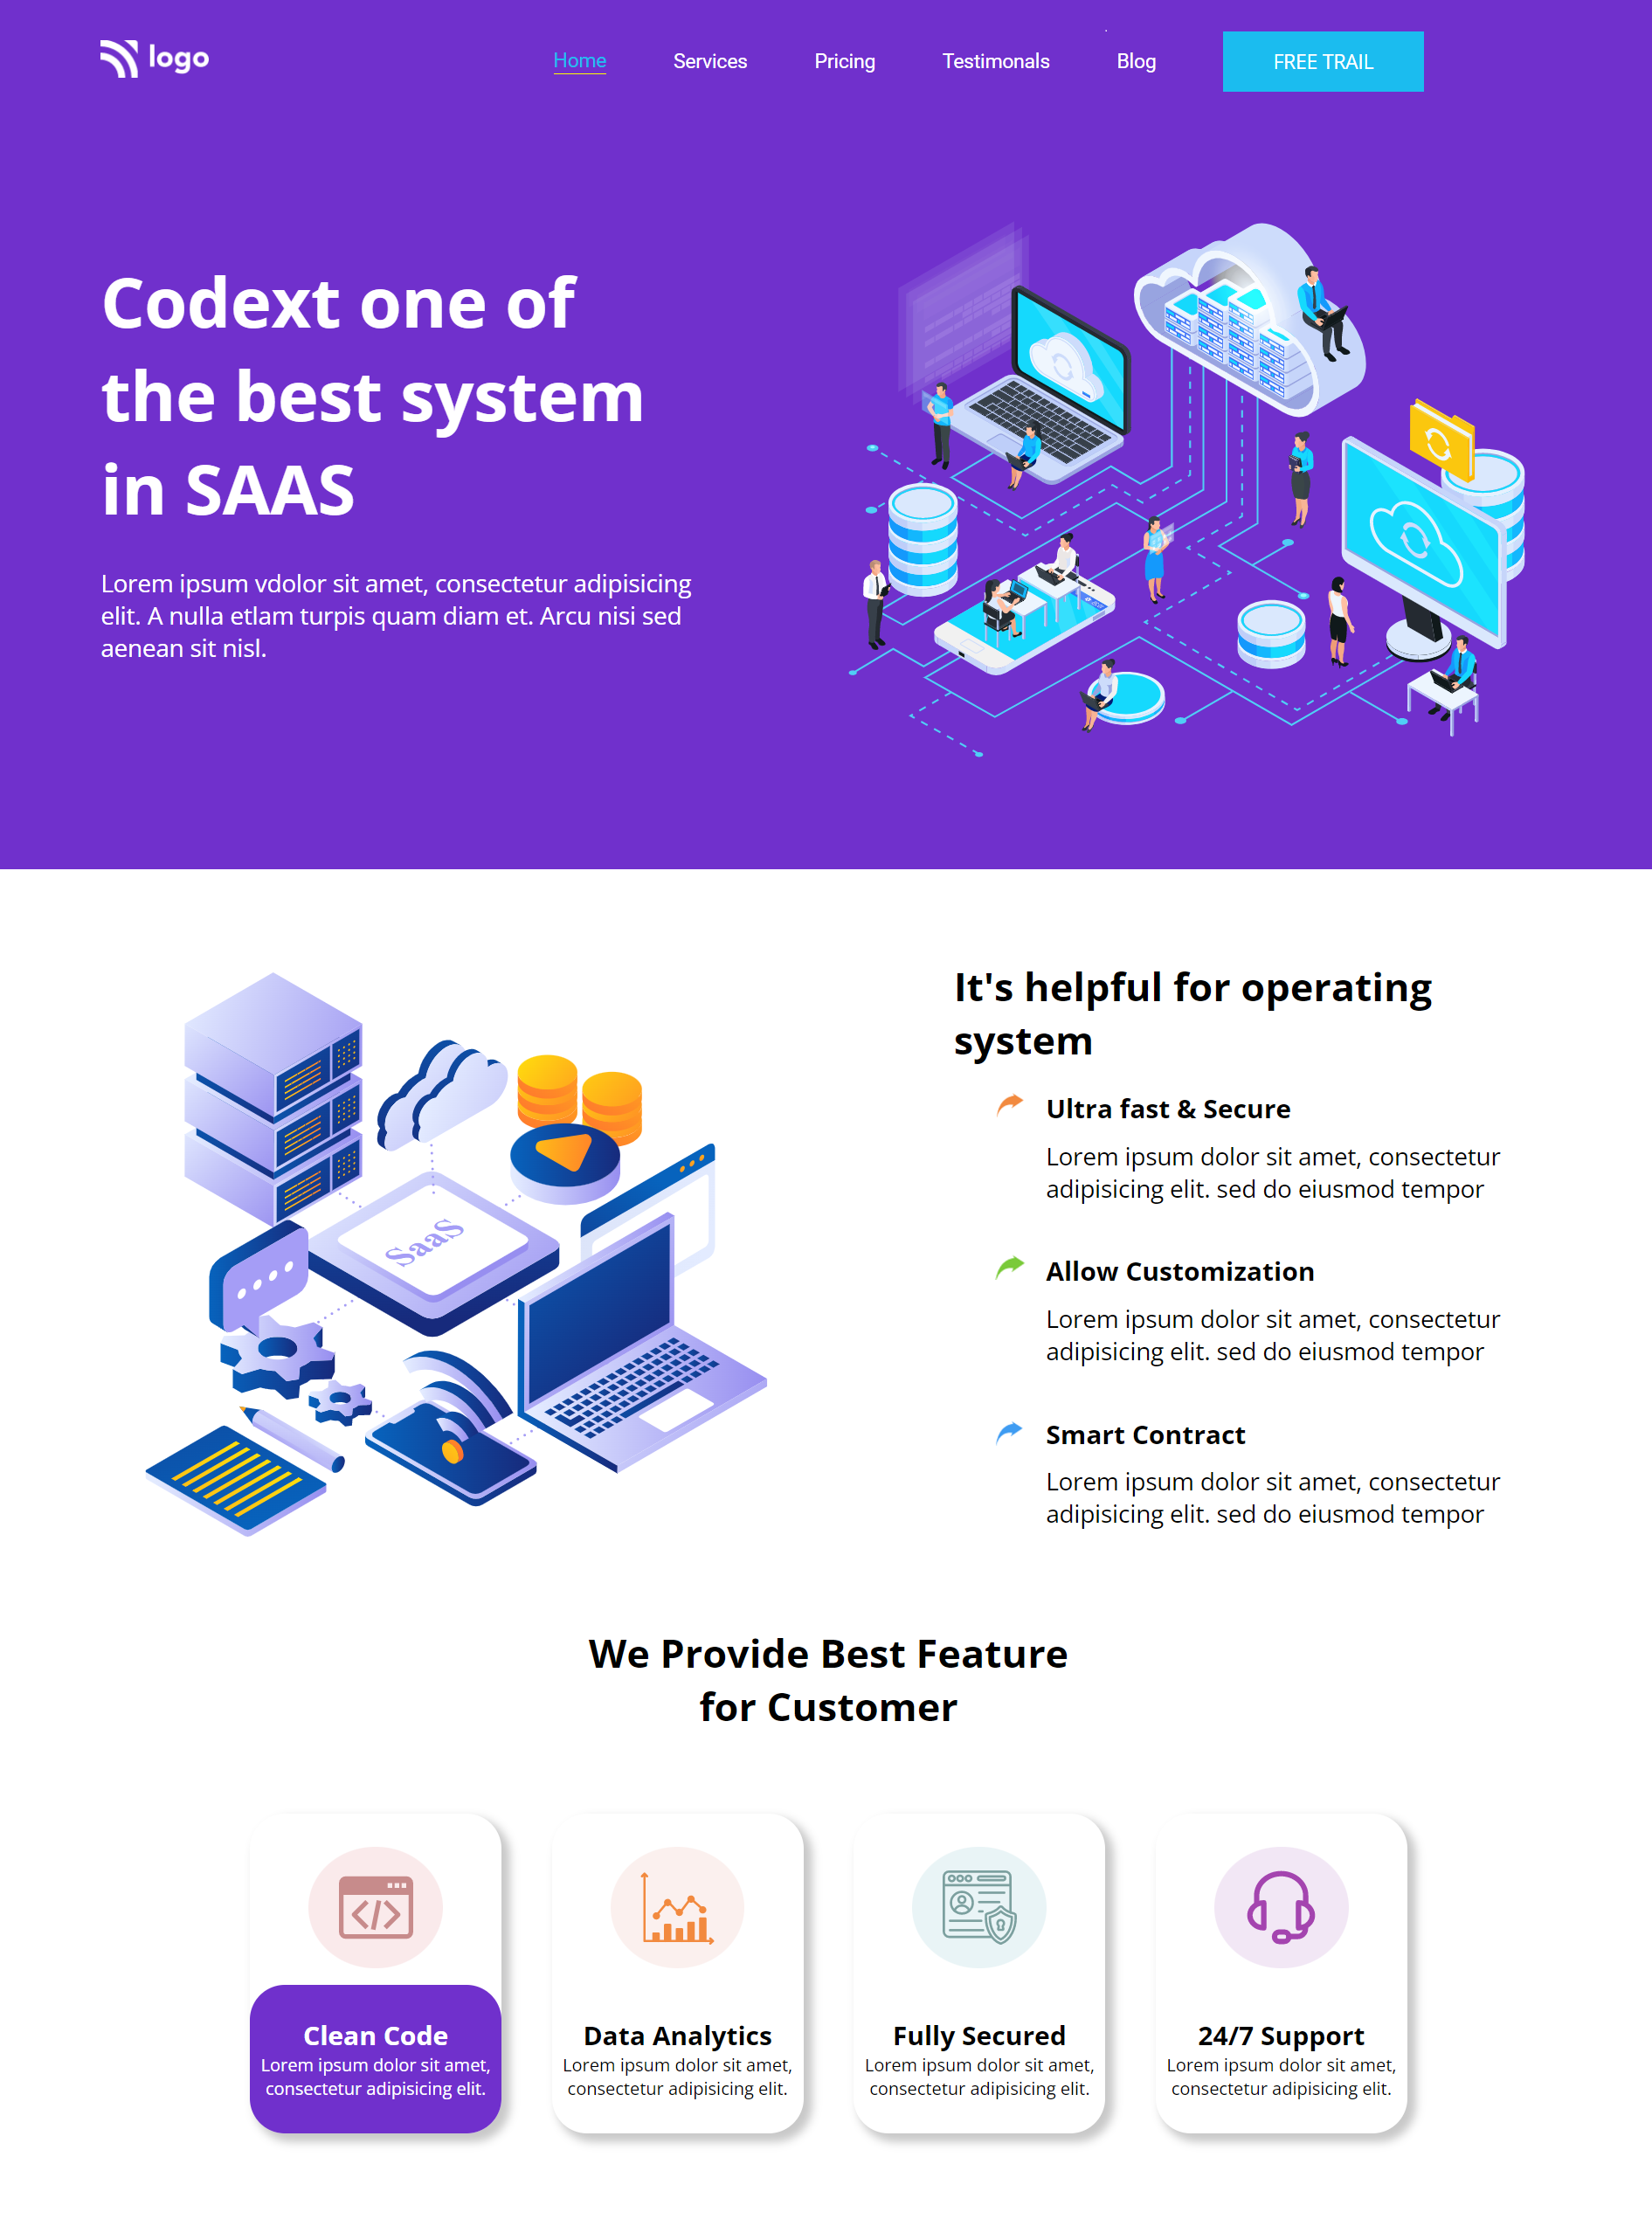 logo
Home Services Pricing Testimonals Blog FREE TRAIL
Codext one of
the best system
in SAAS
Lorem ipsum vdolor sit amet, consectetur adipisicing
elit. A nulla etlam turpis quam diam et. Arcu nisi sed
aenean sit nisl.
SaaS
It's helpful for operating
system
Ultra fast & Secure
Lorem ipsum dolor sit amet, consectetur
adipisicing elit. sed do eiusmod tempor
Allow Customization
Lorem ipsum dolor sit amet, consectetur
adipisicing elit. sed do eiusmod tempor
Smart Contract
Lorem ipsum dolor sit amet, consectetur
adipisicing elit. sed do eiusmod tempor
We Provide Best Feature
for Customer
Clean Code
Lorem ipsum dolor sit amet,
consectetur adipisicing elit.
Data Analytics
Lorem ipsum dolor sit amet,
consectetur adipisicing elit.
Fully Secured
Lorem ipsum dolor sit amet,
consectetur adipisicing elit.
24/7 Support
Lorem ipsum dolor sit amet,
consectetur adipisicing elit.